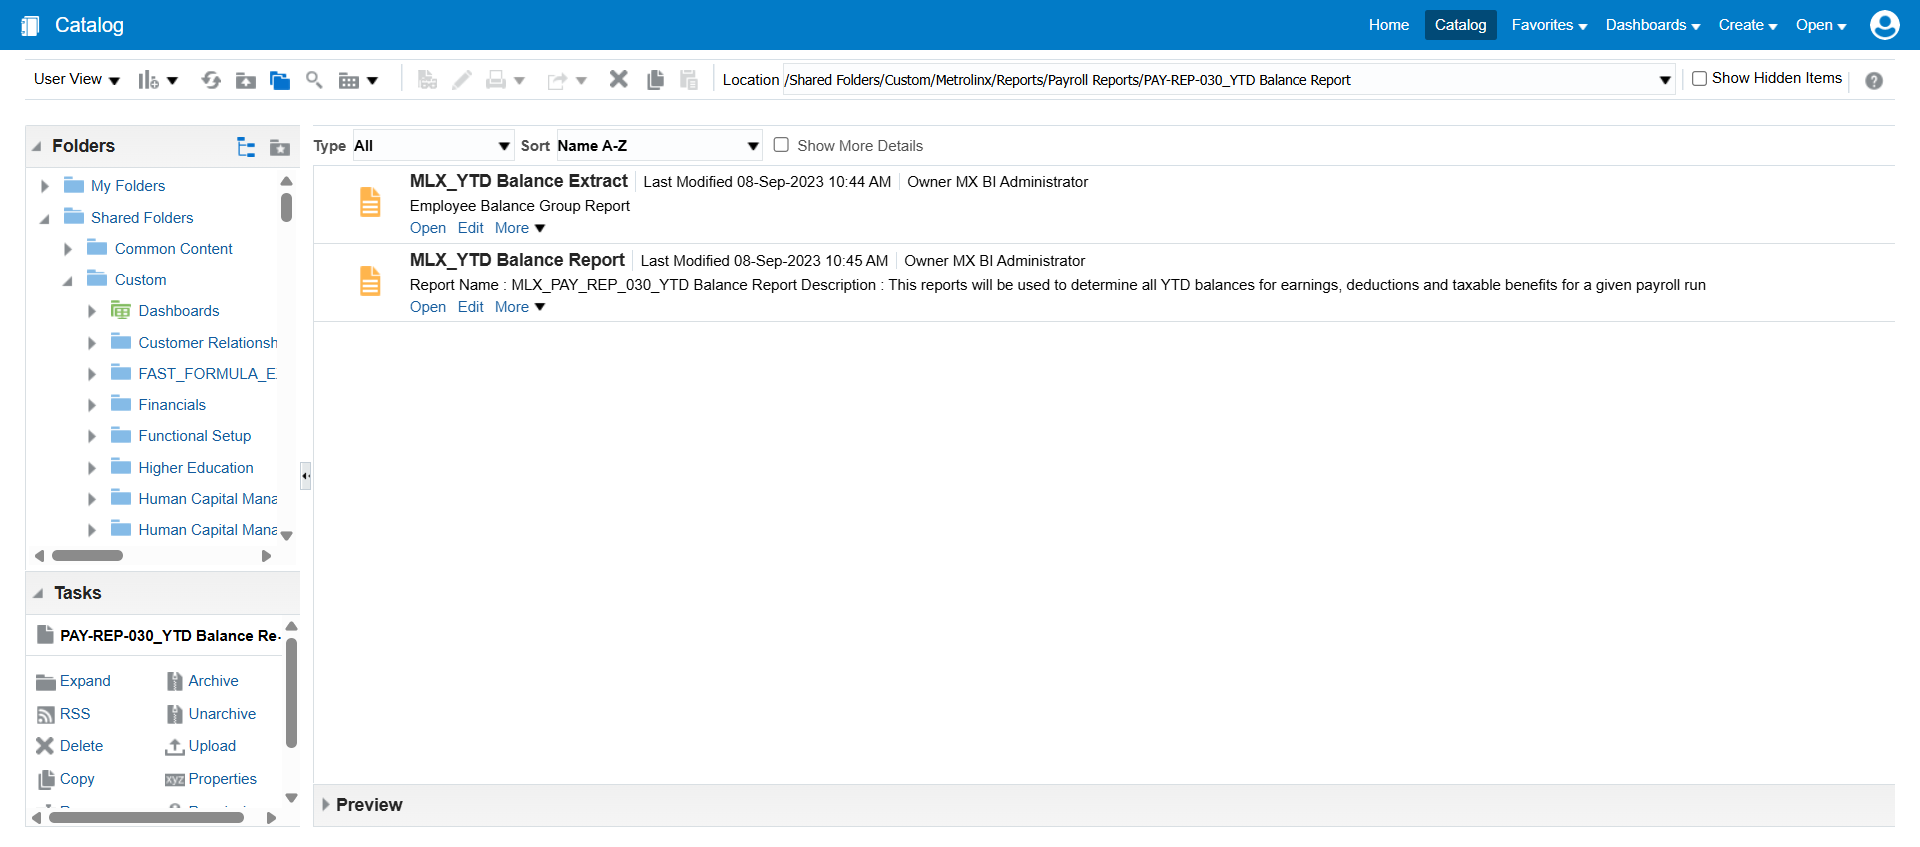 Catalog
Home Catalog Favorites Dashboards Create Open
User View
Location /Shared Folders/Custom/Metrolinx/Reports/Payroll Reports/PAY-REP-030_YTD Balance Report
Show Hidden Items
Folders
My Folders
Shared Folders
Common Content
Custom
Dashboards
Customer Relationsh
FAST_FORMULA_E
Financials
Functional Setup
Higher Education
Human Capital Mana
Human Capital Mana
Tasks
PAY-REP-030_YTD Balance Re
Expand Archive
RSS Unarchive
Delete Upload
Copy xyz Properties
Type All Sort Name A-Z Show More Details
MLX_YTD Balance Extract Last Modified 08-Sep-2023 10:44 AM Owner MX BI Administrator
Employee Balance Group Report
Open Edit More
MLX_YTD Balance Report Last Modified 08-Sep-2023 10:45 AM Owner MX BI Administrator
Report Name : MLX_PAY_REP_030_YTD Balance Report Description : This reports will be used to determine all YTD balances for earnings, deductions and taxable benefits for a given payroll run
Open Edit More
Preview